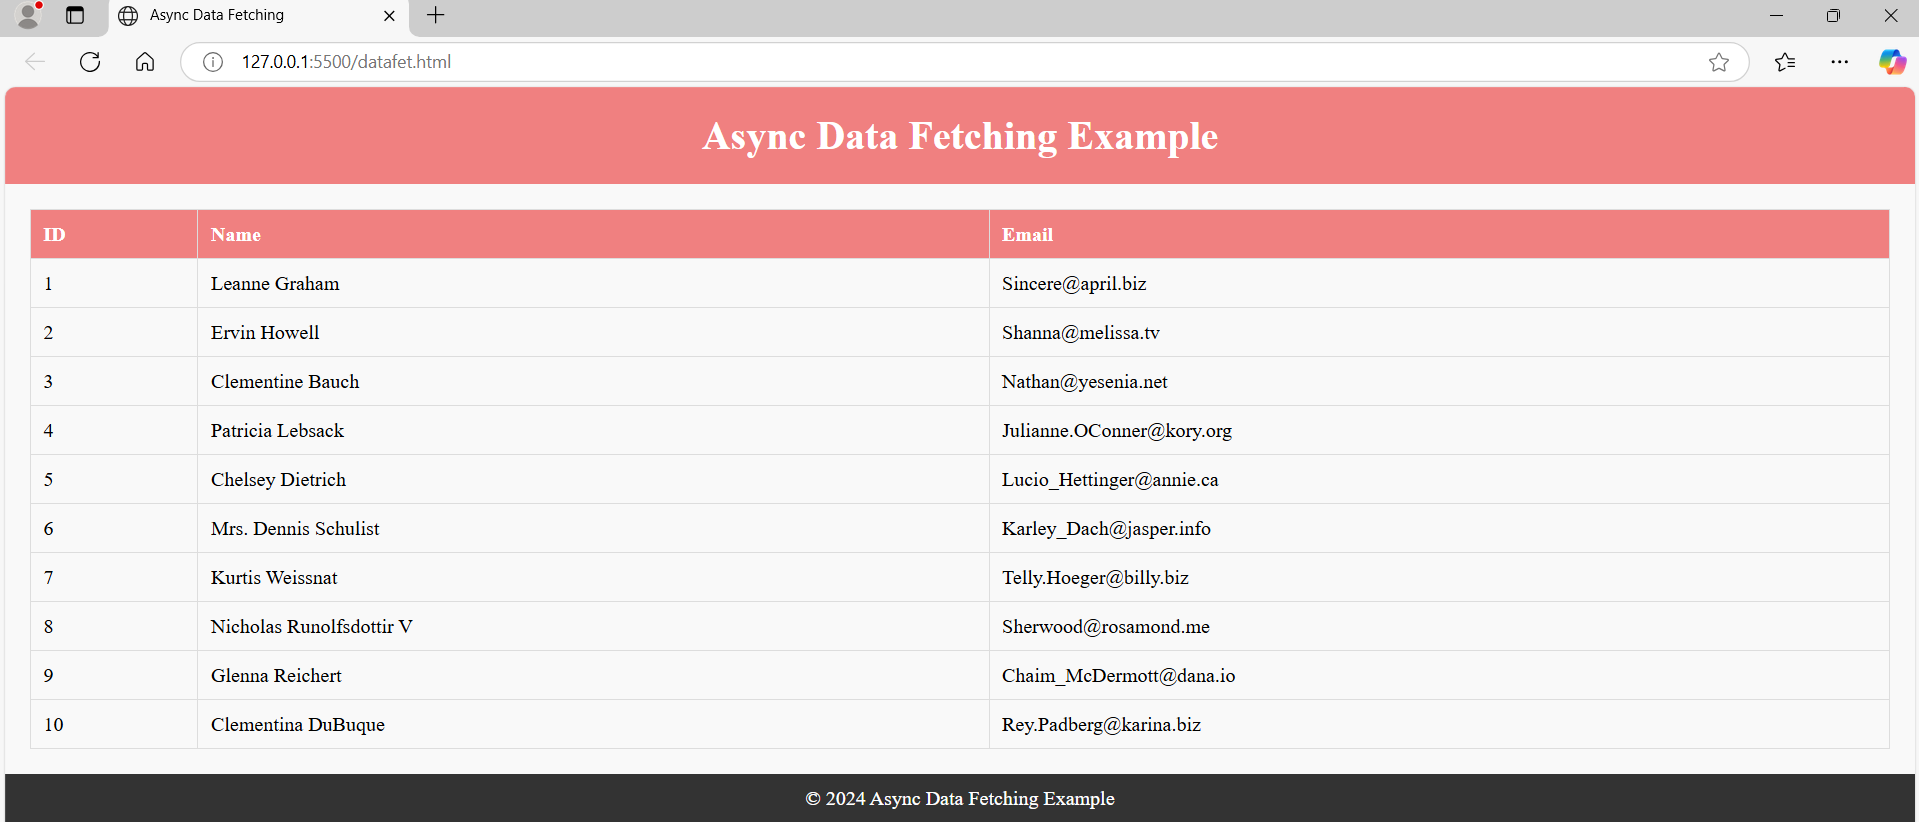 Async Data Fetching
127.0.0.1:5500/datafet.html
Async Data Fetching Example
ID Name Email
1 Leanne Graham Sincere@april.biz
2 Ervin Howell Shanna@melissa.tv
3 Clementine Bauch Nathan@yesenia.net
4 Patricia Lebsack Julianne.OConner@kory.org
5 Chelsey Dietrich Lucio_Hettinger@annie.ca
6 Mrs. Dennis Schulist Karley_Dach@jasper.info
7 Kurtis Weissnat Telly.Hoeger@billy.biz
8 Nicholas Runolfsdottir V Sherwood@rosamond.me
9 Glenna Reichert Chaim_McDermott@dana.io
10 Clementina DuBuque Rey.Padberg@karina.biz
© 2024 Async Data Fetching Example